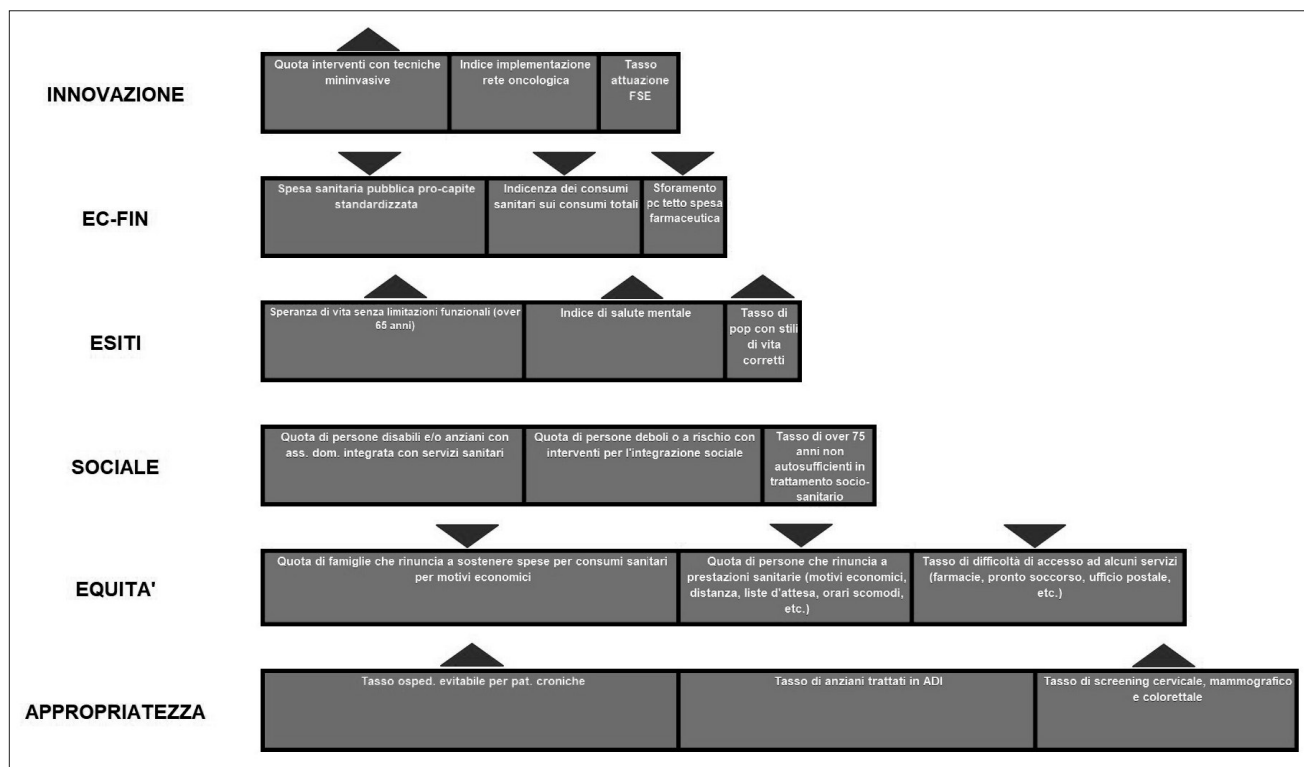 INNOVAZIONE
Quota interventi con tecniche
mininvasive
Indice implementazione
rete oncologica
Tasso
attuazione
FSE
EC-FIN
Spesa sanitaria pubblica pro-capite
standardizzata
Indicenza dei consumi
sanitari sui consumi totali
Sforamento
pc tetto spesa
farmaceutica
ESITI
Speranza di vita senza limitazioni funzionali (over
65 anni)
Indice di salute mentale
Tasso di
pop con stili
di vita
corretti
SOCIALE
Quota di persone disabili e/o anziani con
ass. dom. integrata con servizi sanitari
Quota di persone deboli o a rischio con
interventi per l'integrazione sociale
Tasso di over 75
anni non
autosufficienti in
trattamento socio-
sanitario
EQUITA'
Quota di famiglie che rinuncia a sostenere spese per consumi sanitari
per motivi economici
Quota di persone che rinuncia a
prestazioni sanitarie (motivi economici,
distanza, liste d'attesa, orari scomodi,
etc.)
Tasso di difficoltà di accesso ad alcuni servizi
(farmacie, pronto soccorso, ufficio postale,
etc.)
APPROPRIATEZZA
Tasso osped. evitabile per pat. croniche
Tasso di anziani trattati in ADI
Tasso di screening cervicale, mammografico
e colorettale